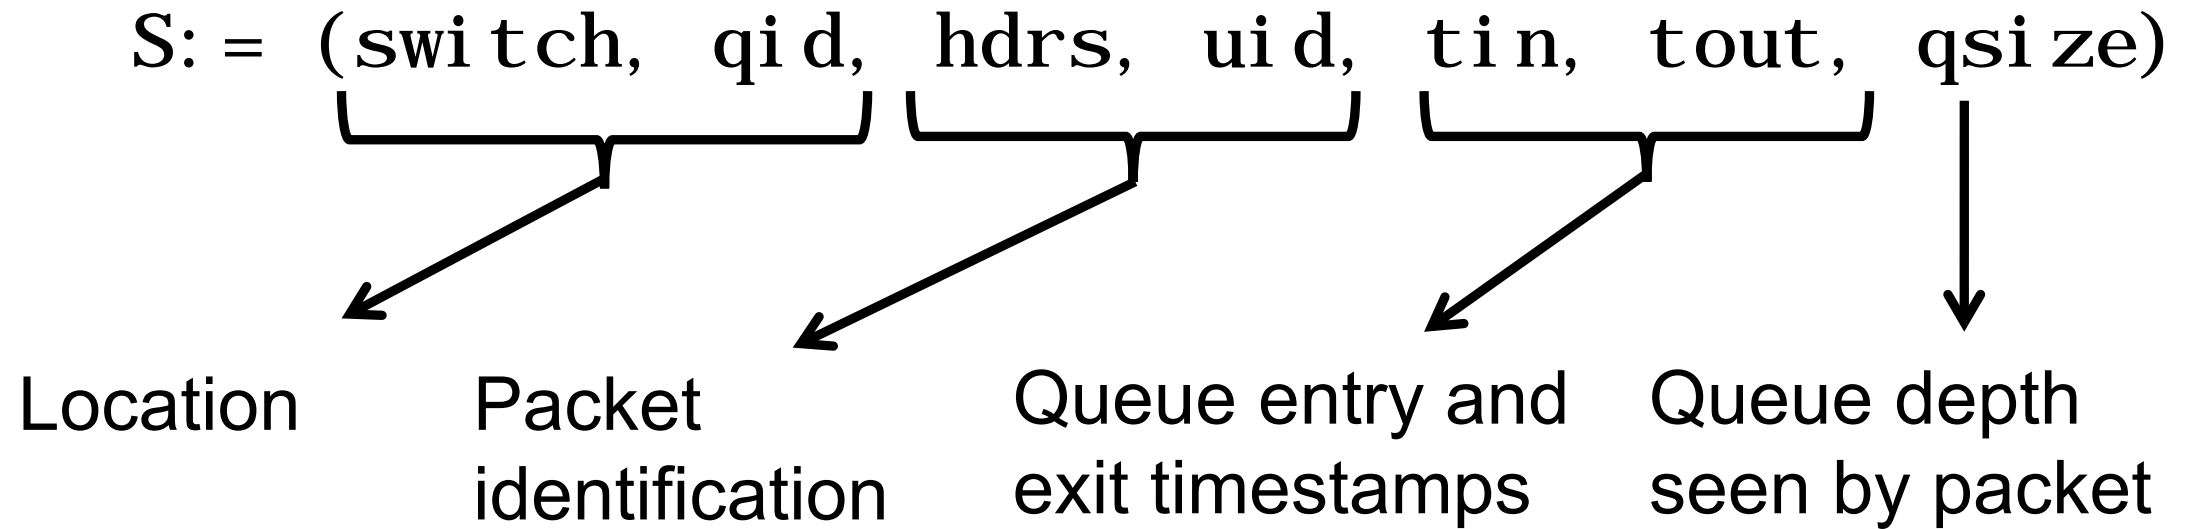 S:= (switch, qid, hdrs, uid, tin, tout, qsize)
Location
Packet
identification
Queue entry and
exit timestamps
Queue depth
seen by packet